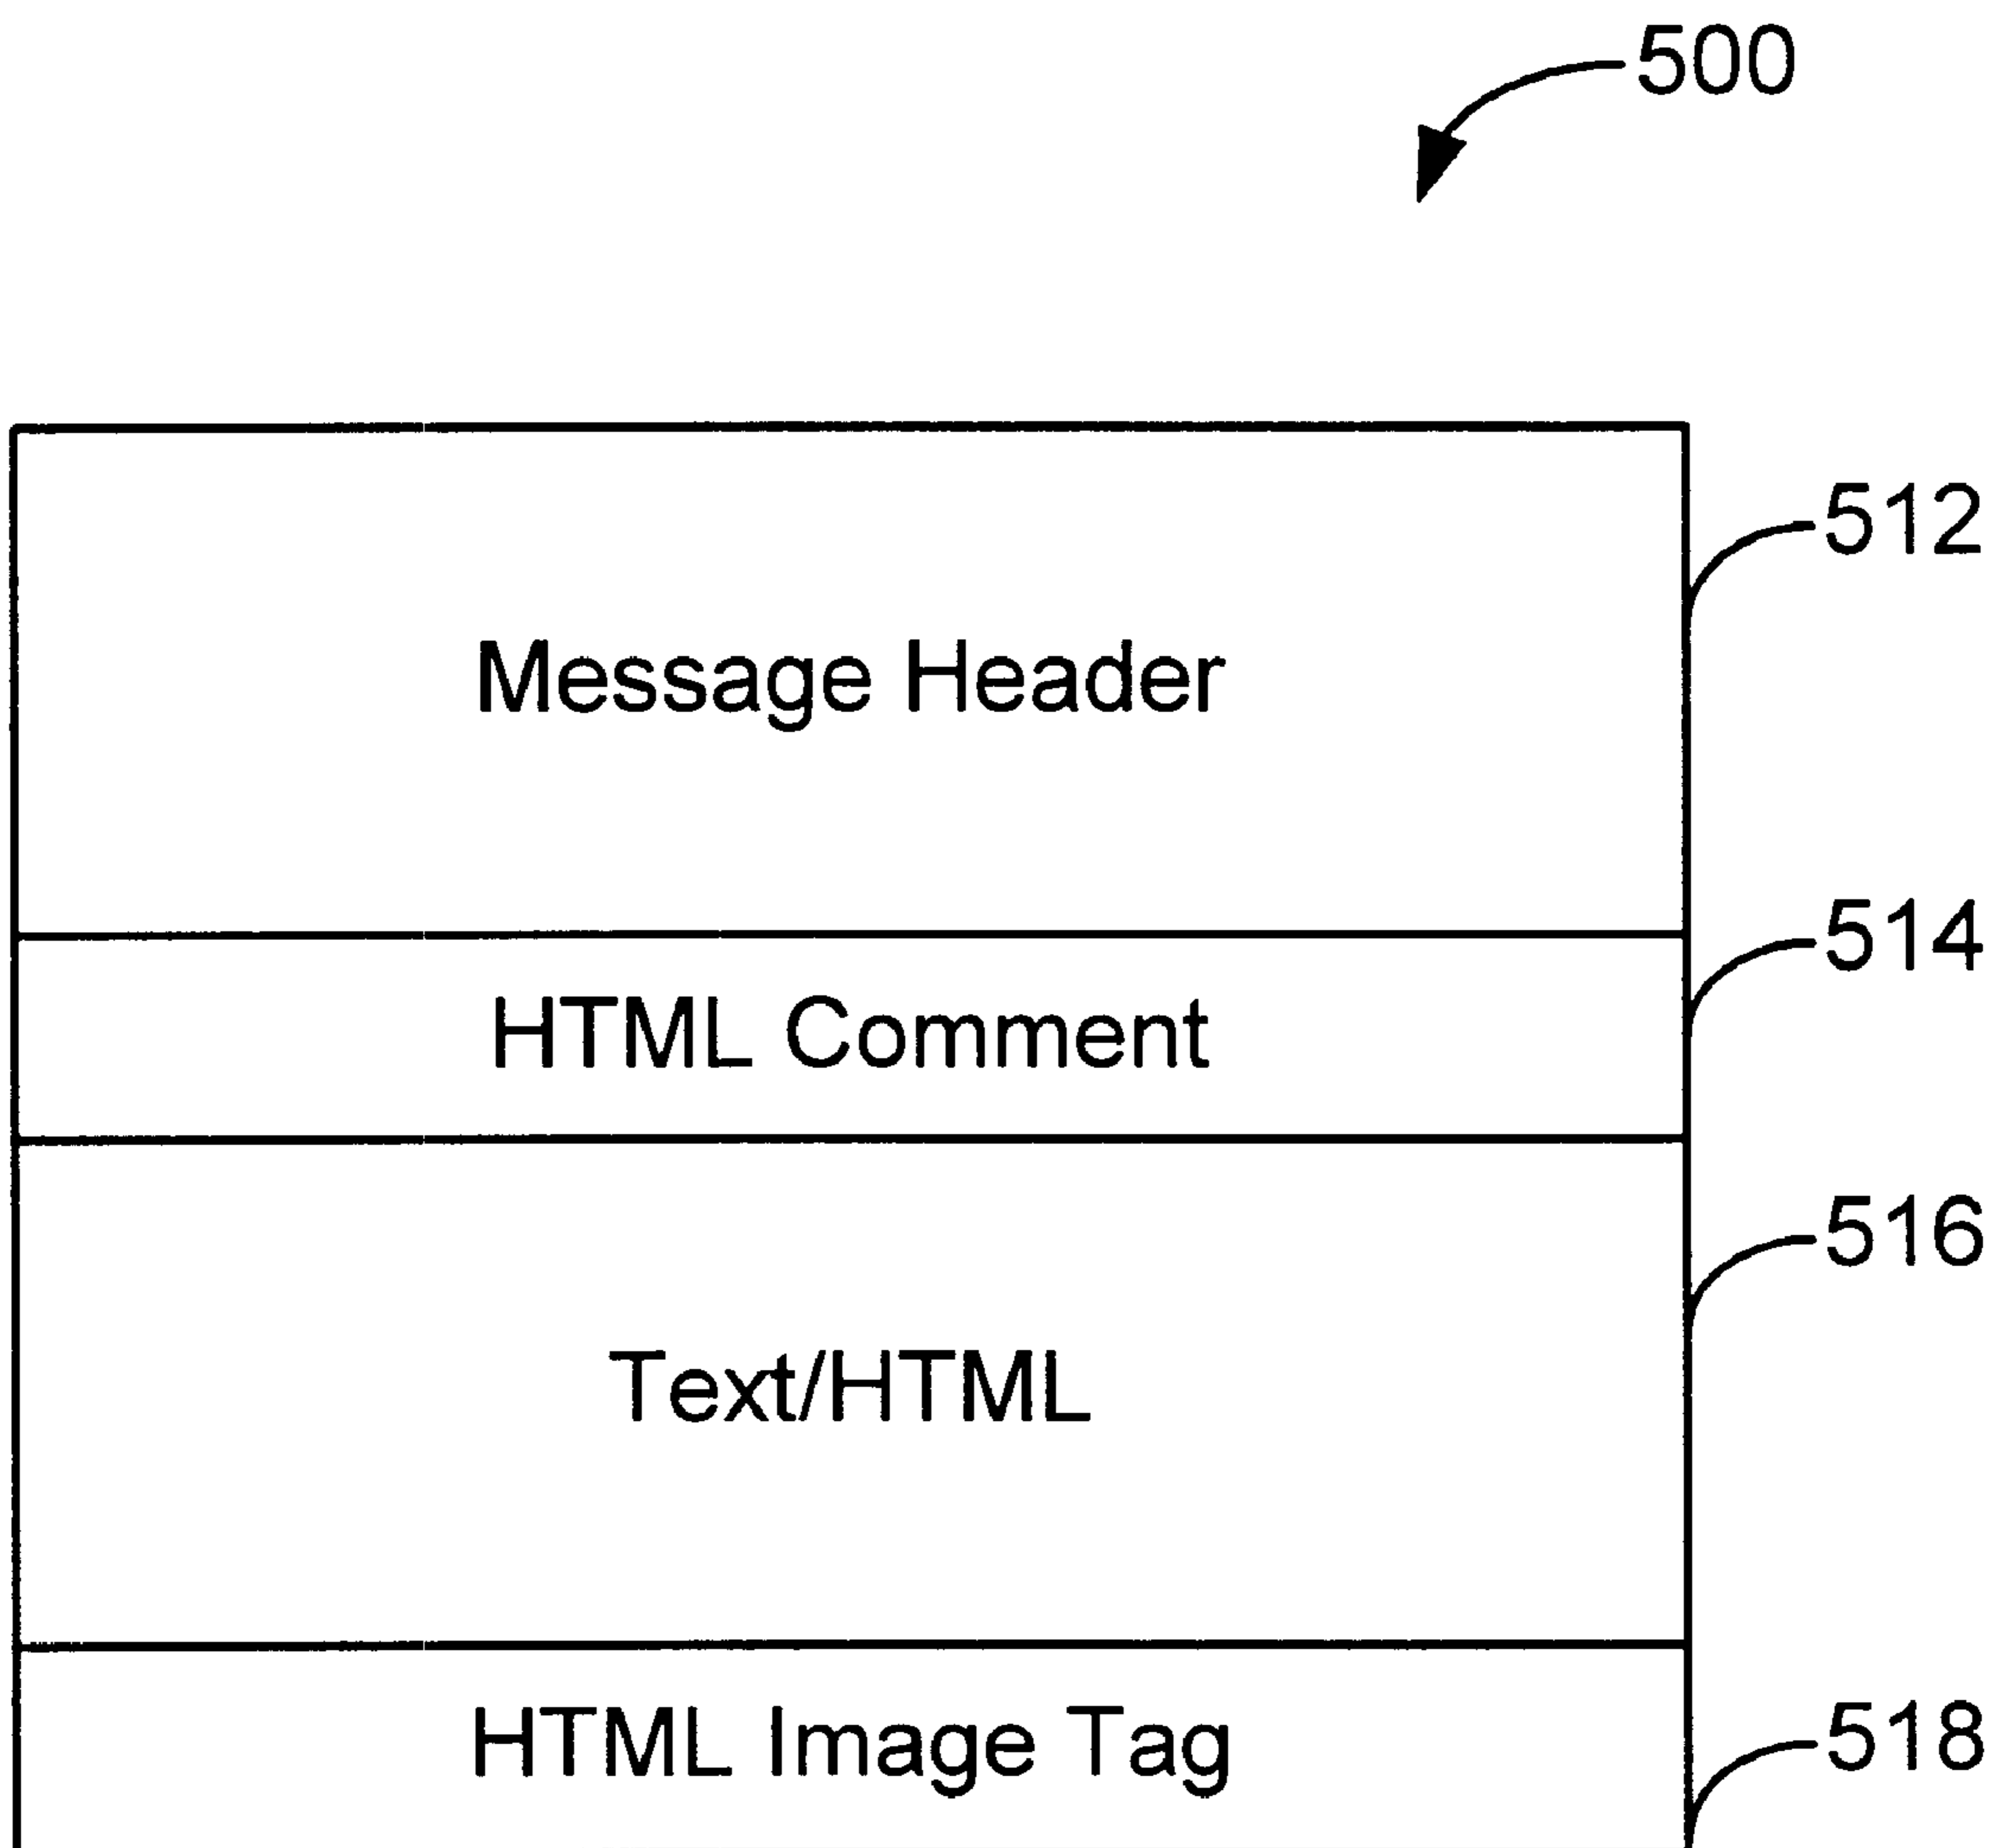 500
512
Message Header
514
HTML Comment
516
Text/HTML
HTML Image Tag
518